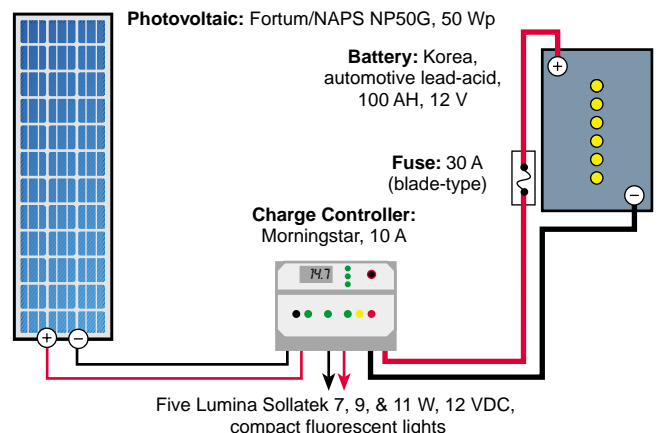 Photovoltaic: Fortum/NAPS NP50G, 50 Wp
Battery: Korea,
automotive lead-acid,
100 AH, 12 V
Fuse: 30 A
(blade-type)
Charge Controller:
Morningstar, 10 A
14.7
+
−
+
−
Five Lumina Sollatek 7, 9, & 11 W, 12 VDC,
compact fluorescent lights